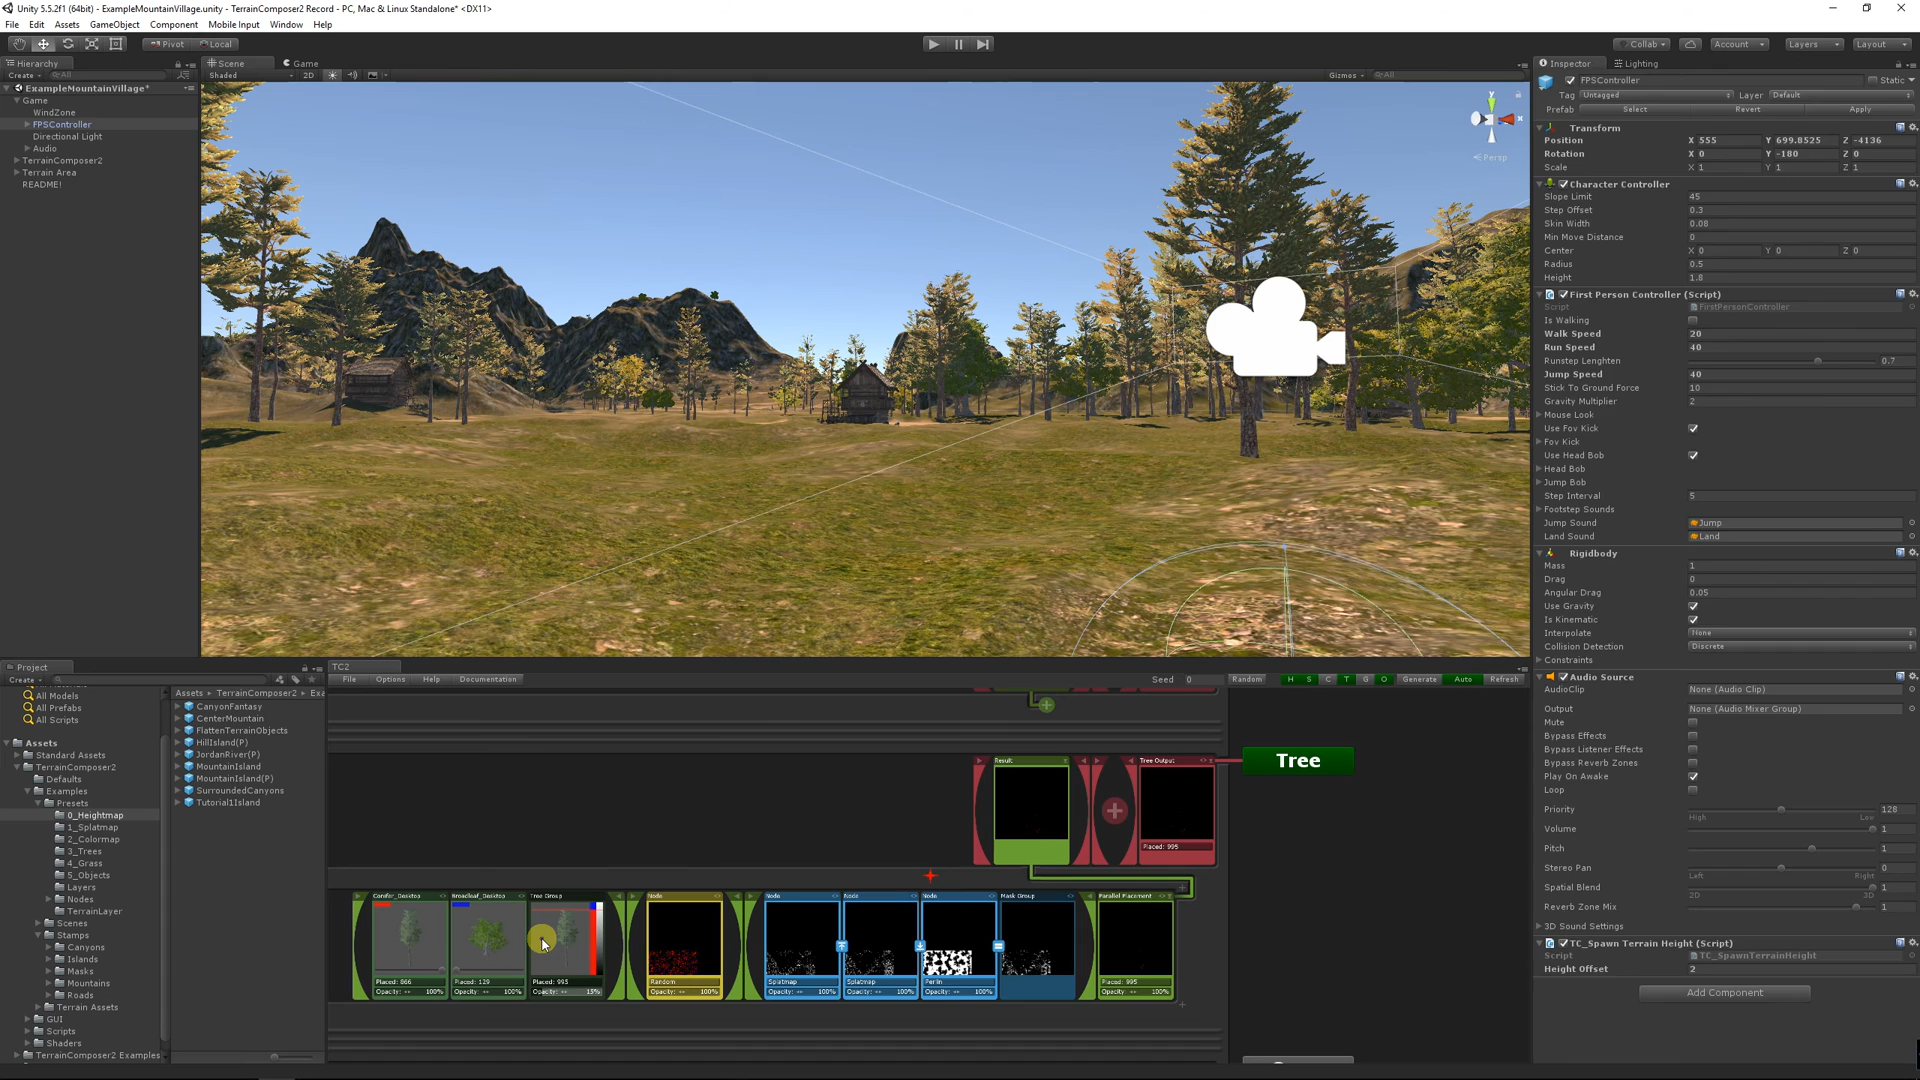 Unity 5.5.2f1 (64bit) - ExampleMountainVillage.unity - TerrainComposer2 Record - PC, Mac & Linux Standalone* <DX11>
File Edit Assets GameObject Component Mobile Input Window Help
Pivot Local
Collab Account Layers Layout
Hierarchy
Create All
ExampleMountainVillage*
Game
WindZone
FPSController
Directional Light
Audio
TerrainComposer2
Terrain Area
README!
Scene Game
Shaded 2D Gizmos All
y
x
Persp
Inspector Lighting
FPSController Static
Tag Untagged Layer Default
Prefab Select Revert Apply
Transform
Position X 555 Y 699.8525 Z -4136
Rotation X 0 Y -180 Z 0
Scale X 1 Y 1 Z 1
Character Controller
Slope Limit 45
Step Offset 0.3
Skin Width 0.08
Min Move Distance 0
Center X 0 Y 0 Z 0
Radius 0.5
Height 1.8
First Person Controller (Script)
Script FirstPersonController
Is Walking
Walk Speed 20
Run Speed 40
Runstep Lenghten 0.7
Jump Speed 40
Stick To Ground Force 10
Gravity Multiplier 2
Mouse Look
Use Fov Kick
Fov Kick
Use Head Bob
Head Bob
Jump Bob
Step Interval 5
Footstep Sounds
Jump Sound Jump
Land Sound Land
Rigidbody
Mass 1
Drag 0
Angular Drag 0.05
Use Gravity
Is Kinematic
Interpolate None
Collision Detection Discrete
Constraints
Audio Source
AudioClip None (Audio Clip)
Output None (Audio Mixer Group)
Mute
Bypass Effects
Bypass Listener Effects
Bypass Reverb Zones
Play On Awake
Loop
Priority 128
High Low
Volume 1
Pitch 1
Stereo Pan 0
Left Right
Spatial Blend 1
2D 3D
Reverb Zone Mix 1
3D Sound Settings
TC_Spawn Terrain Height (Script)
Script TC_SpawnTerrainHeight
Height Offset 2
Add Component
Project
Create
All Models
All Prefabs
All Scripts
Assets
Standard Assets
TerrainComposer2
Defaults
Examples
Presets
0_Heightmap
1_Splatmap
2_Colormap
3_Trees
4_Grass
5_Objects
Layers
Nodes
TerrainLayer
Scenes
Stamps
Canyons
Islands
Masks
Mountains
Roads
Terrain Assets
GUI
Scripts
Shaders
TerrainComposer2 Examples
Assets TerrainComposer2 Exa
CanyonFantasy
CenterMountain
FlattenTerrainObjects
HillIsland(P)
JordanRiver(P)
MountainIsland
MountainIsland(P)
SurroundedCanyons
Tutorial1Island
TC2
File Options Help Documentation Seed 0 Random H S C T G O Generate Auto Refresh
Result Tree Output
Tree
Placed: 995
Conifer_Desktop Broadleaf_Desktop Tree Group Node Node Node Node Mask Group Parallel Placement
Placed: 866 Placed: 129 Placed: 995 Random Splatmap Splatmap Perlin Placed: 995
Opacity: 100% Opacity: 100% Opacity: 15% Opacity: 100% Opacity: 100% Opacity: 100% Opacity: 100% Opacity: 100% Opacity: 100%